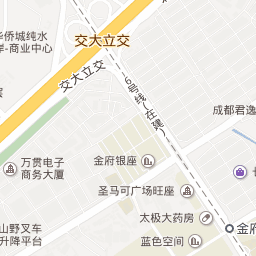 华侨城纯水
岸-商业中心
交大立交
交大立交
6号线(在建)
成都君逸
万贯电子
商务大厦
金府银座
圣马可广场旺座
太极大药房
山野叉车
升降平台
蓝色空间
金府